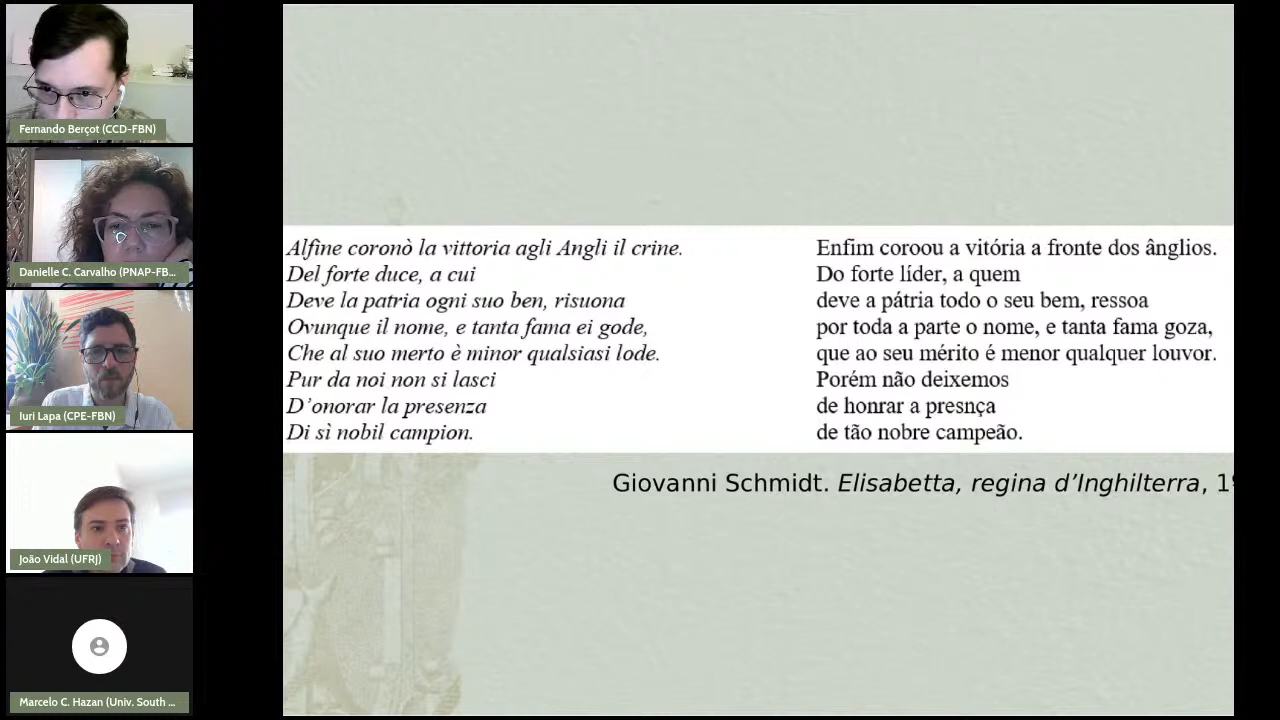 Fernando Berçot (CCD-FBN)
Danielle C. Carvalho (PNAP-FB...
Iuri Lapa (CPE-FBN)
João Vidal (UFRJ)
Marcelo C. Hazan (Univ. South ...
Alfine coronò la vittoria agli Angli il crine.
Del forte duce, a cui
Deve la patria ogni suo ben, risuona
Ovunque il nome, e tanta fama ei gode,
Che al suo merto è minor qualsiasi lode.
Pur da noi non si lasci
D'onorar la presenza
Di sì nobil campion.
Enfim coroou a vitória a fronte dos ânglios.
Do forte líder, a quem
deve a pátria todo o seu bem, ressoa
por toda a parte o nome, e tanta fama goza,
que ao seu mérito é menor qualquer louvor.
Porém não deixemos
de honrar a presnça
de tão nobre campeão.
Giovanni Schmidt. Elisabetta, regina d'Inghilterra,